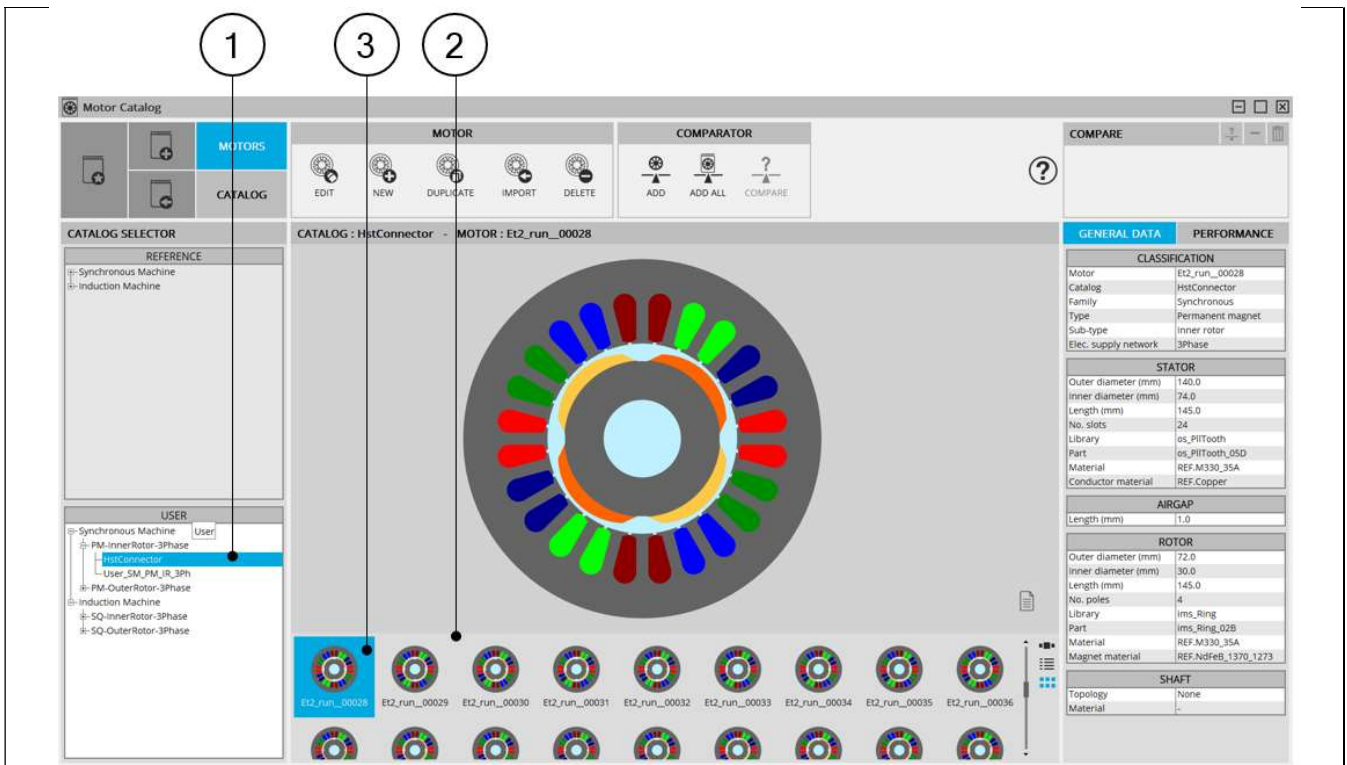 1
3
2
Motor Catalog
MOTORS
CATALOG
MOTOR
EDIT
NEW
DUPLICATE
IMPORT
DELETE
COMPARATOR
ADD
ADD ALL
?
COMPARE
?
COMPARE
CATALOG SELECTOR
REFERENCE
Synchronous Machine
Induction Machine
USER
Synchronous Machine
User
PM-InnerRotor-3Phase
HstConnector
User_SM_PM_IR_3Ph
PM-OuterRotor-3Phase
Induction Machine
SQ-InnerRotor-3Phase
SQ-OuterRotor-3Phase
CATALOG : HstConnector - MOTOR : Et2_run__00028
Et2_run__00028
Et2_run__00029
Et2_run__00030
Et2_run__00031
Et2_run__00032
Et2_run__00033
Et2_run__00034
Et2_run__00035
Et2_run__00036
GENERAL DATA
PERFORMANCE
CLASSIFICATION
Motor Et2_run__00028
Catalog HstConnector
Family Synchronous
Type Permanent magnet
Sub-type Inner rotor
Elec. supply network 3Phase
STATOR
Outer diameter (mm) 140.0
Inner diameter (mm) 74.0
Length (mm) 145.0
No. slots 24
Library os_PllTooth
Part os_PllTooth_05D
Material REF.M330_35A
Conductor material REF.Copper
AIRGAP
Length (mm) 1.0
ROTOR
Outer diameter (mm) 72.0
Inner diameter (mm) 30.0
Length (mm) 145.0
No. poles 4
Library ims_Ring
Part ims_Ring_02B
Material REF.M330_35A
Magnet material REF.NdFeB_1370_1273
SHAFT
Topology None
Material -